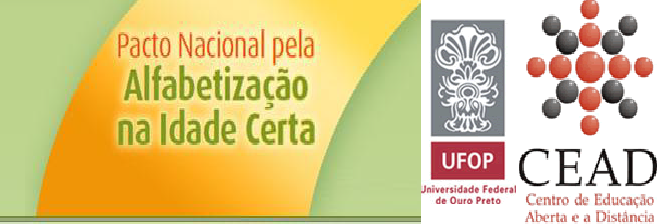 Pacto Nacional pela
Alfabetização
na Idade Certa
UFOP
Universidade Federal
de Ouro Preto
CEAD
Centro de Educação
Aberta e a Distância